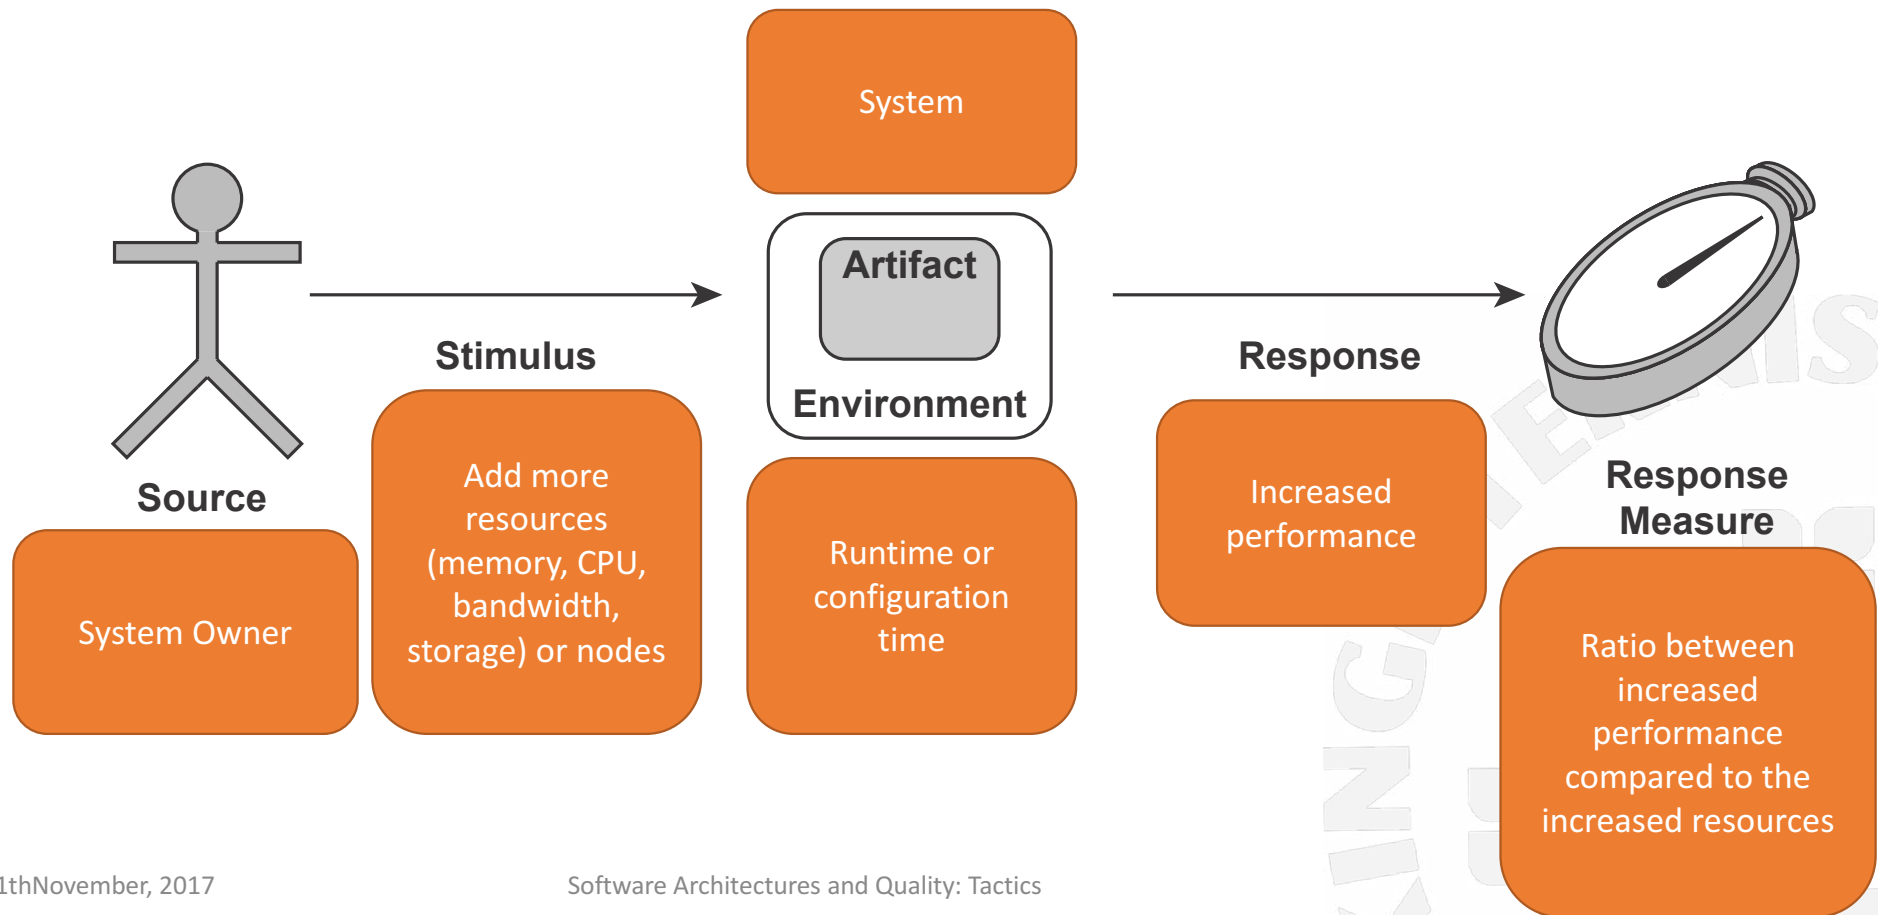 System
Artifact
Environment
Stimulus
Response
Source
Response
Measure
System Owner
Add more
resources
(memory, CPU,
bandwidth,
storage) or nodes
Runtime or
configuration
time
Increased
performance
Ratio between
increased
performance
compared to the
increased resources
1thNovember, 2017
Software Architectures and Quality: Tactics